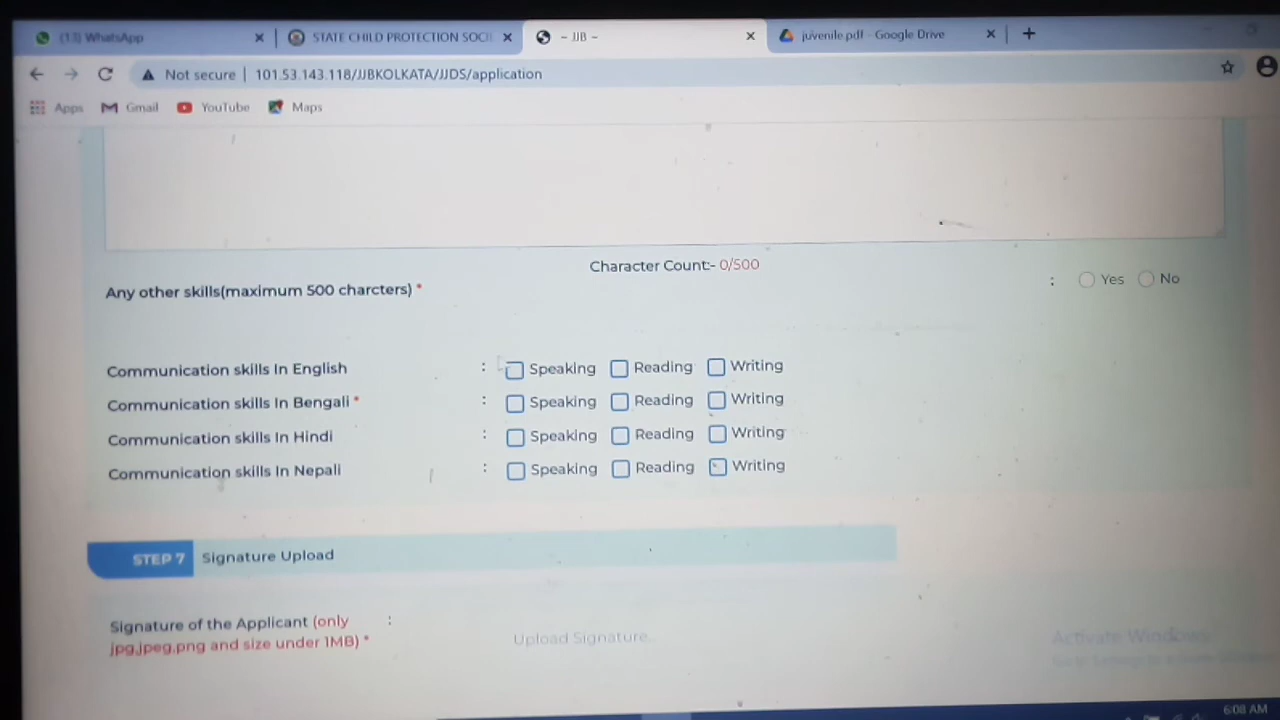 (13) WhatsApp
STATE CHILD PROTECTION SOCI
– JJB –
juvenile.pdf - Google Drive
Not secure | 101.53.143.118/JJBKOLKATA/JJDS/application
Apps Gmail YouTube Maps
Character Count:- 0/500
Any other skills(maximum 500 charcters) * : Yes No
Communication skills In English : Speaking Reading Writing
Communication skills In Bengali * : Speaking Reading Writing
Communication skills In Hindi : Speaking Reading Writing
Communication skills In Nepali : Speaking Reading Writing
STEP 7 Signature Upload
Signature of the Applicant (only :
jpg,jpeg,png and size under 1MB) *
Upload Signature..
Activate Windows
6:08 AM